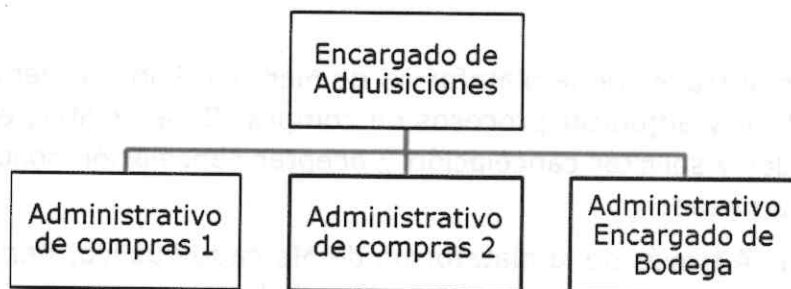 Encargado de
Adquisiciones
Administrativo
de compras 1
Administrativo
de compras 2
Administrativo
Encargado de
Bodega